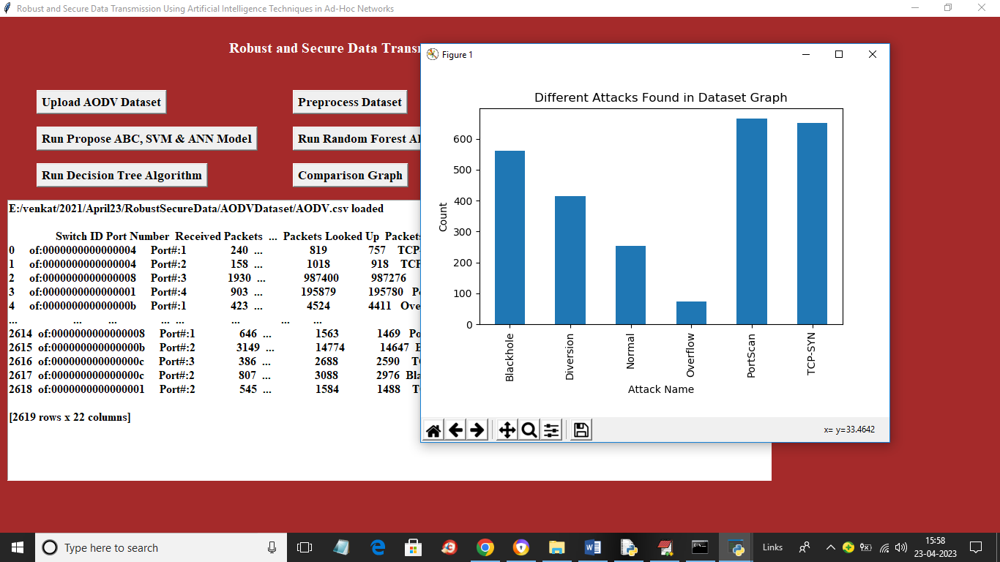 Robust and Secure Data Transmission Using Artificial Intelligence Techniques in Ad-Hoc Networks
Robust and Secure Data
Upload AODV Dataset
Preprocess Dataset
Run Propose ABC, SVM & ANN Model
Run Random Forest
Run Decision Tree Algorithm
Comparison Graph
E:/venkat/2021/April23/RobustSecureData/AODVDataset/AODV.csv loaded
Switch ID Port Number Received Packets ... Packets Looked Up Packets
0 of:0000000000000004 Port#:1 240 ... 819 757 TCP
1 of:0000000000000004 Port#:2 158 ... 1018 918
2 of:0000000000000008 Port#:3 1930 ... 987400 987276
3 of:0000000000000001 Port#:4 903 ... 195879 195780
4 of:000000000000000b Port#:1 423 ... 4524 4411
... ... ... ... ... ... ... ...
2614 of:0000000000000008 Port#:1 646 ... 1563 1469
2615 of:000000000000000b Port#:2 3149 ... 14774 14647
2616 of:000000000000000c Port#:3 386 ... 2688 2590
2617 of:000000000000000c Port#:2 807 ... 3088 2976
2618 of:0000000000000001 Port#:2 545 ... 1584 1488
[2619 rows x 22 columns]
Figure 1
Different Attacks Found in Dataset Graph
600
500
400
300
200
100
0
Count
Blackhole
Diversion
Normal
Overflow
PortScan
TCP-SYN
Attack Name
x= y=33.4642
Type here to search
Links
15:58
23-04-2023